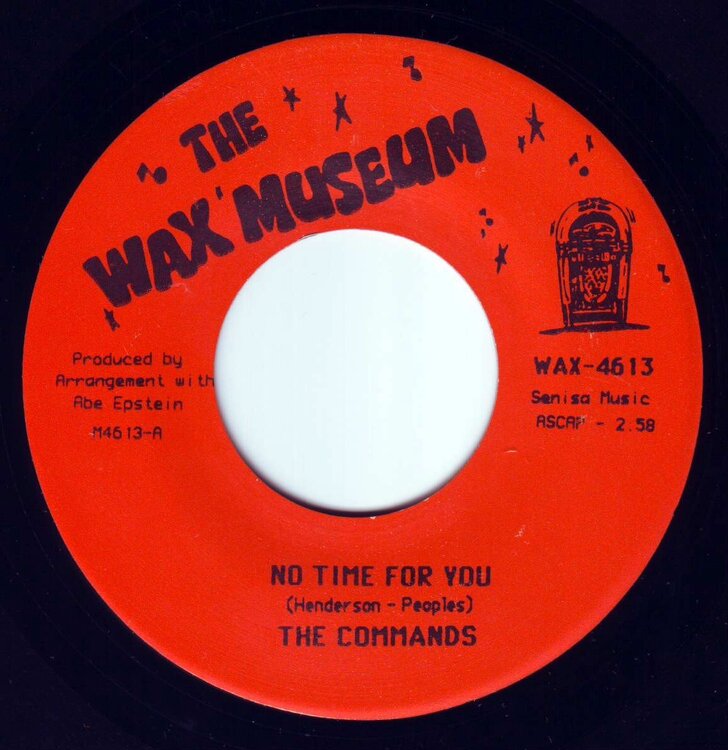 THE
WAX MUSEUM
Produced by
Arrangement with
Abe Epstein
M4613-A
WAX-4613
Senisa Music
ASCAP - 2.58
NO TIME FOR YOU
(Henderson - Peoples)
THE COMMANDS